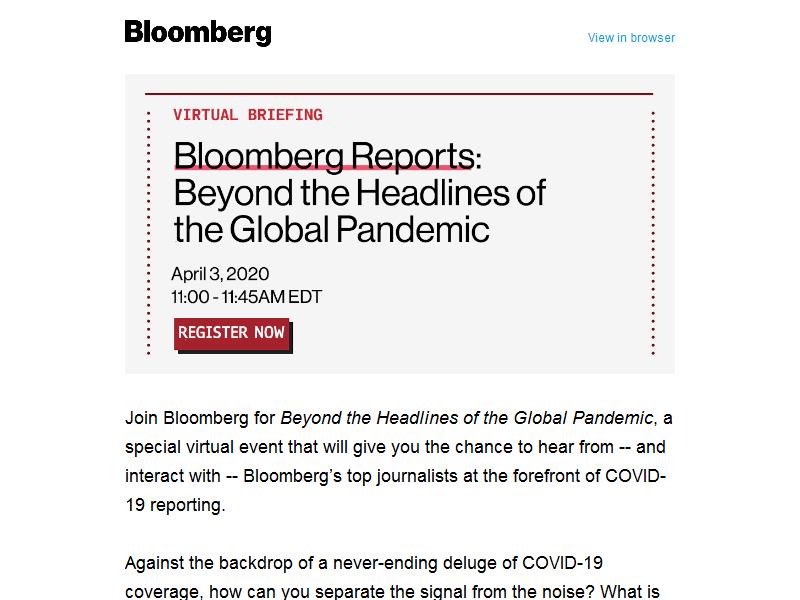 Bloomberg
View in browser
VIRTUAL BRIEFING
Bloomberg Reports:
Beyond the Headlines of
the Global Pandemic
April 3, 2020
11:00 - 11:45AM EDT
REGISTER NOW
Join Bloomberg for Beyond the Headlines of the Global Pandemic, a
special virtual event that will give you the chance to hear from -- and
interact with -- Bloomberg’s top journalists at the forefront of COVID-
19 reporting.
Against the backdrop of a never-ending deluge of COVID-19
coverage, how can you separate the signal from the noise? What is